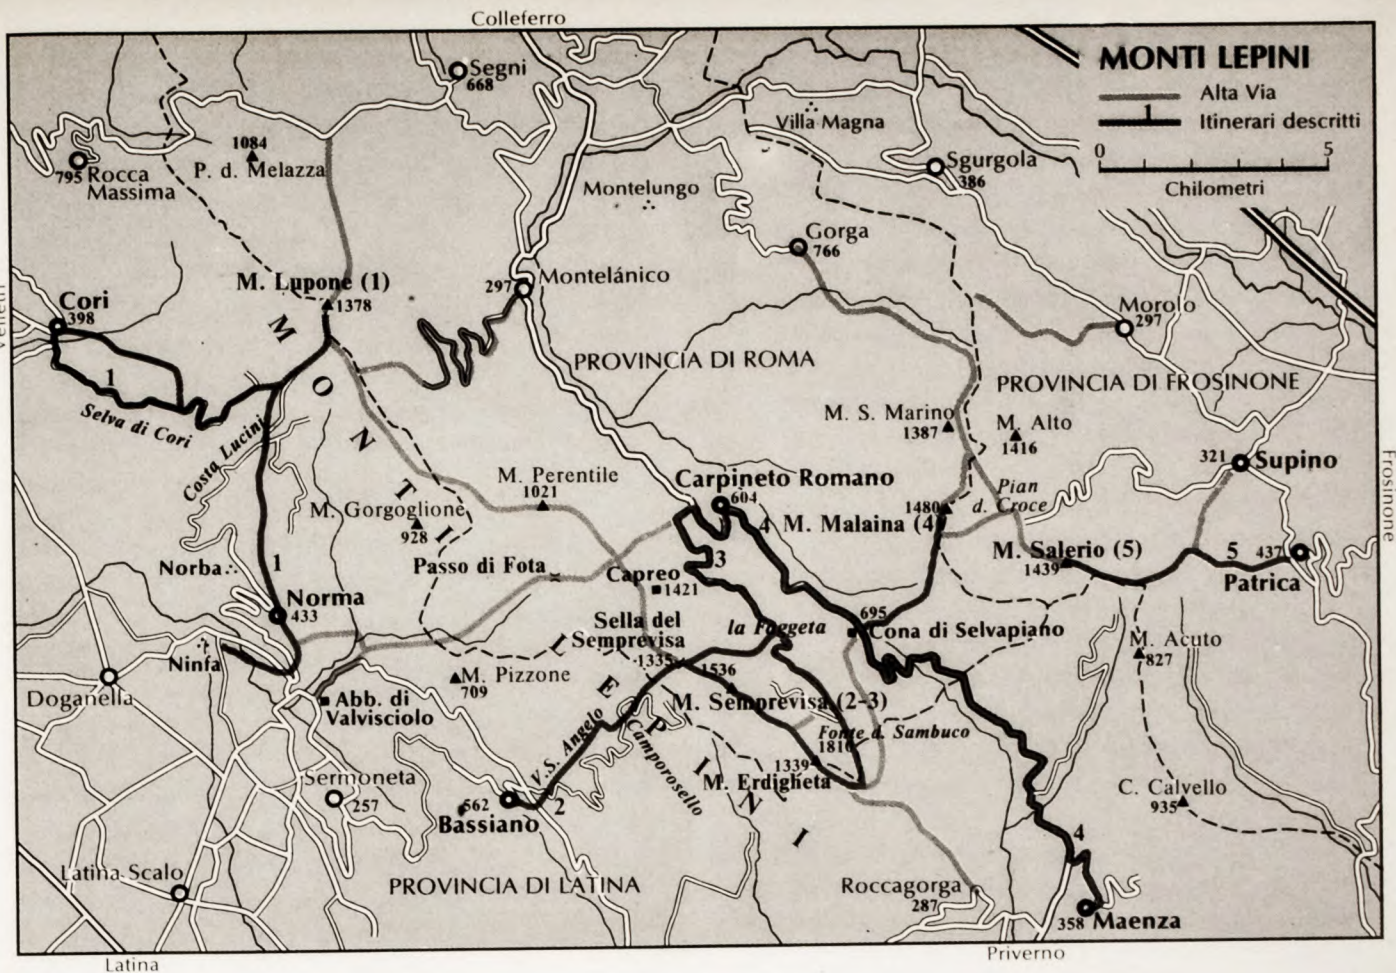 Colleferro
MONTI LEPINI
Alta Via
1
Itinerari descritti
0 5
Chilometri
Segni
668
Villa Magna
1084
P. d. Melazza
795 Rocca
Massima
Sgurgola
386
Montelungo
Gorga
766
M. Lupone (1)
1378
297
Montelánico
Cori
398
Morolo
297
MONTI LEPINI
PROVINCIA DI ROMA
PROVINCIA DI FROSINONE
1
Selva di Cori
Costa Lucini
M. S. Marino
1387
M. Alto
1416
321
Supino
Frosinone
M. Perentile
1021
Carpineto Romano
604
M. Gorgoglione
928
4
M. Malaina (4)
1480
Pian
d. Croce
M. Salerio (5)
1439
5
437
Patrica
Norba
1
Passo di Fota
3
Capreo
1421
Norma
433
Sella del
Semprevisa
1335
la Faggeta
695
Cona di Selvapiano
M. Acuto
827
Ninfa
1536
M. Semprevisa (2-3)
M. Pizzone
709
Doganella
Abb. di
Valvisciolo
V.S. Angelo
Camporosello
Fonte d. Sambuco
1816
1339
M. Erdigheta
Sermoneta
257
562
Bassiano
2
C. Calvello
935
4
Latina Scalo
PROVINCIA DI LATINA
Roccagorga
287
358 Maenza
Latina
Priverno